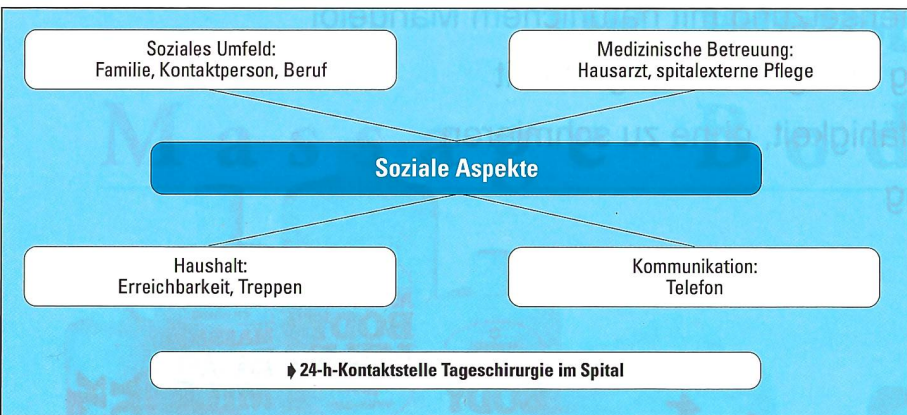 Soziales Umfeld:
Familie, Kontaktperson, Beruf
Medizinische Betreuung:
Hausarzt, spitalexterne Pflege
Soziale Aspekte
Haushalt:
Erreichbarkeit, Treppen
Kommunikation:
Telefon
24-h-Kontaktstelle Tageschirurgie im Spital